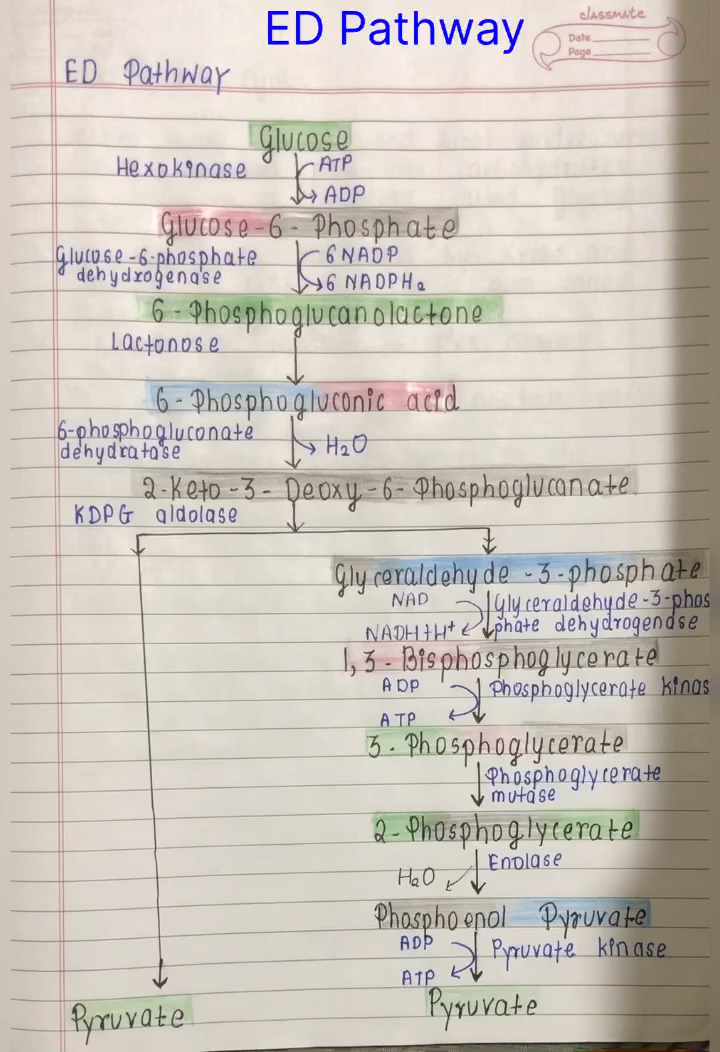 ED Pathway
classmate
Date
Page
ED Pathway
Glucose
Hexokinase
ATP
ADP
Glucose-6-Phosphate
Glucose-6-phosphate
dehydrogenase
6 NADP
6 NADPH₂
6-Phosphoglucanolactone
Lactonose
6-Phosphogluconic acid
6-phosphogluconate
dehydratase
H₂O
2-Keto-3-Deoxy-6-Phosphoglucanate
KDPG aldolase
Glyceraldehyde-3-phosphate
NAD
NADH+H⁺
Glyceraldehyde-3-phos
phate dehydrogenase
1,3-Bisphosphoglycerate
ADP
ATP
Phosphoglycerate kinas
3-Phosphoglycerate
Phosphoglycerate
mutase
2-Phosphoglycerate
H₂O
Enolase
Phosphoenol Pyruvate
ADP
ATP
Pyruvate kinase
Pyruvate
Pyruvate